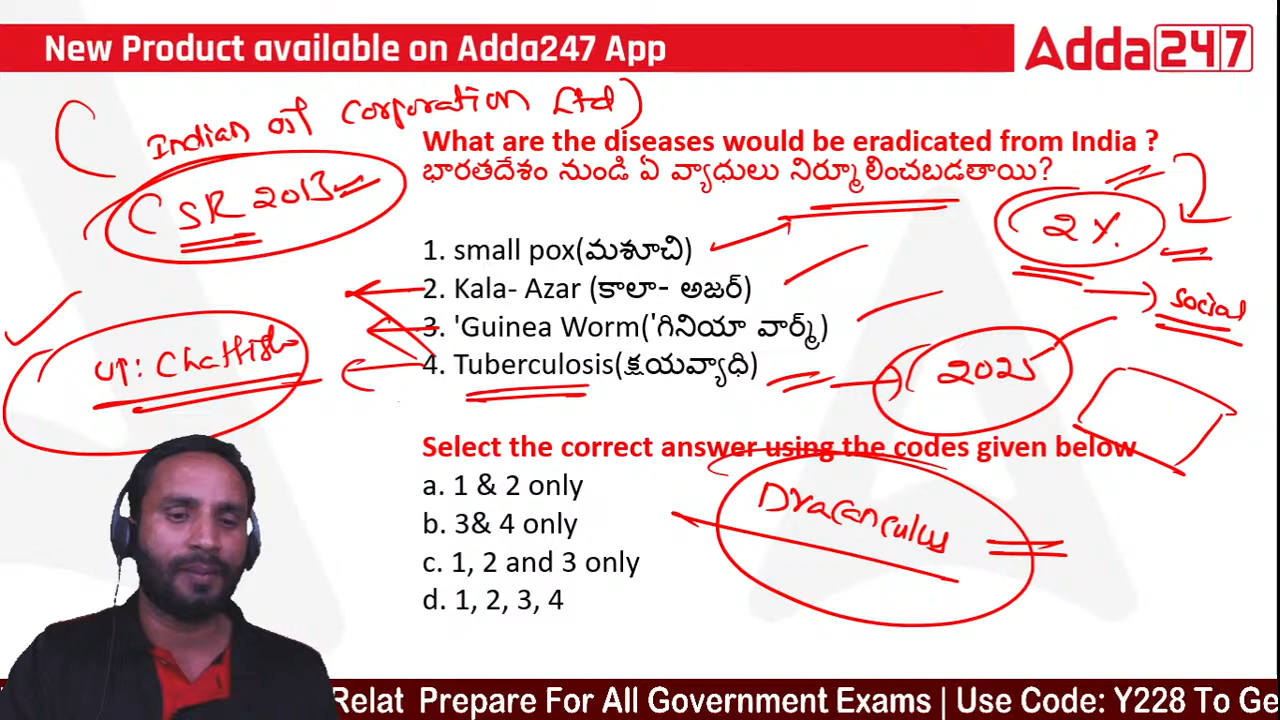 New Product available on Adda247 App
Adda247
Indian oil corporation Ltd)
(SR 2013
What are the diseases would be eradicated from India ?
భారతదేశం నుండి ఏ వ్యాధులు నిర్మూలించబడతాయి?
2 %.
1. small pox(మశూచి)
2. Kala- Azar (కాలా- అజర్)
social
3. 'Guinea Worm('గినియా వార్మ్)
UP:
4. Tuberculosis(క్షయవ్యాధి)
2025
Select the correct answer using the codes given below
a. 1 & 2 only
Dracanculus
b. 3& 4 only
c. 1, 2 and 3 only
d. 1, 2, 3, 4
Relat Prepare For All Government Exams | Use Code: Y228 To Ge